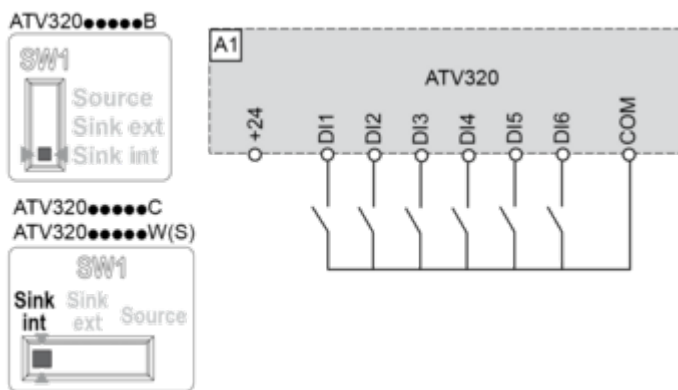 ATV320●●●●●B
SW1
Source
Sink ext
Sink int
ATV320●●●●●C
ATV320●●●●●W(S)
SW1
Sink int
Sink ext
Source
A1
ATV320
+24
DI1
DI2
DI3
DI4
DI5
DI6
COM